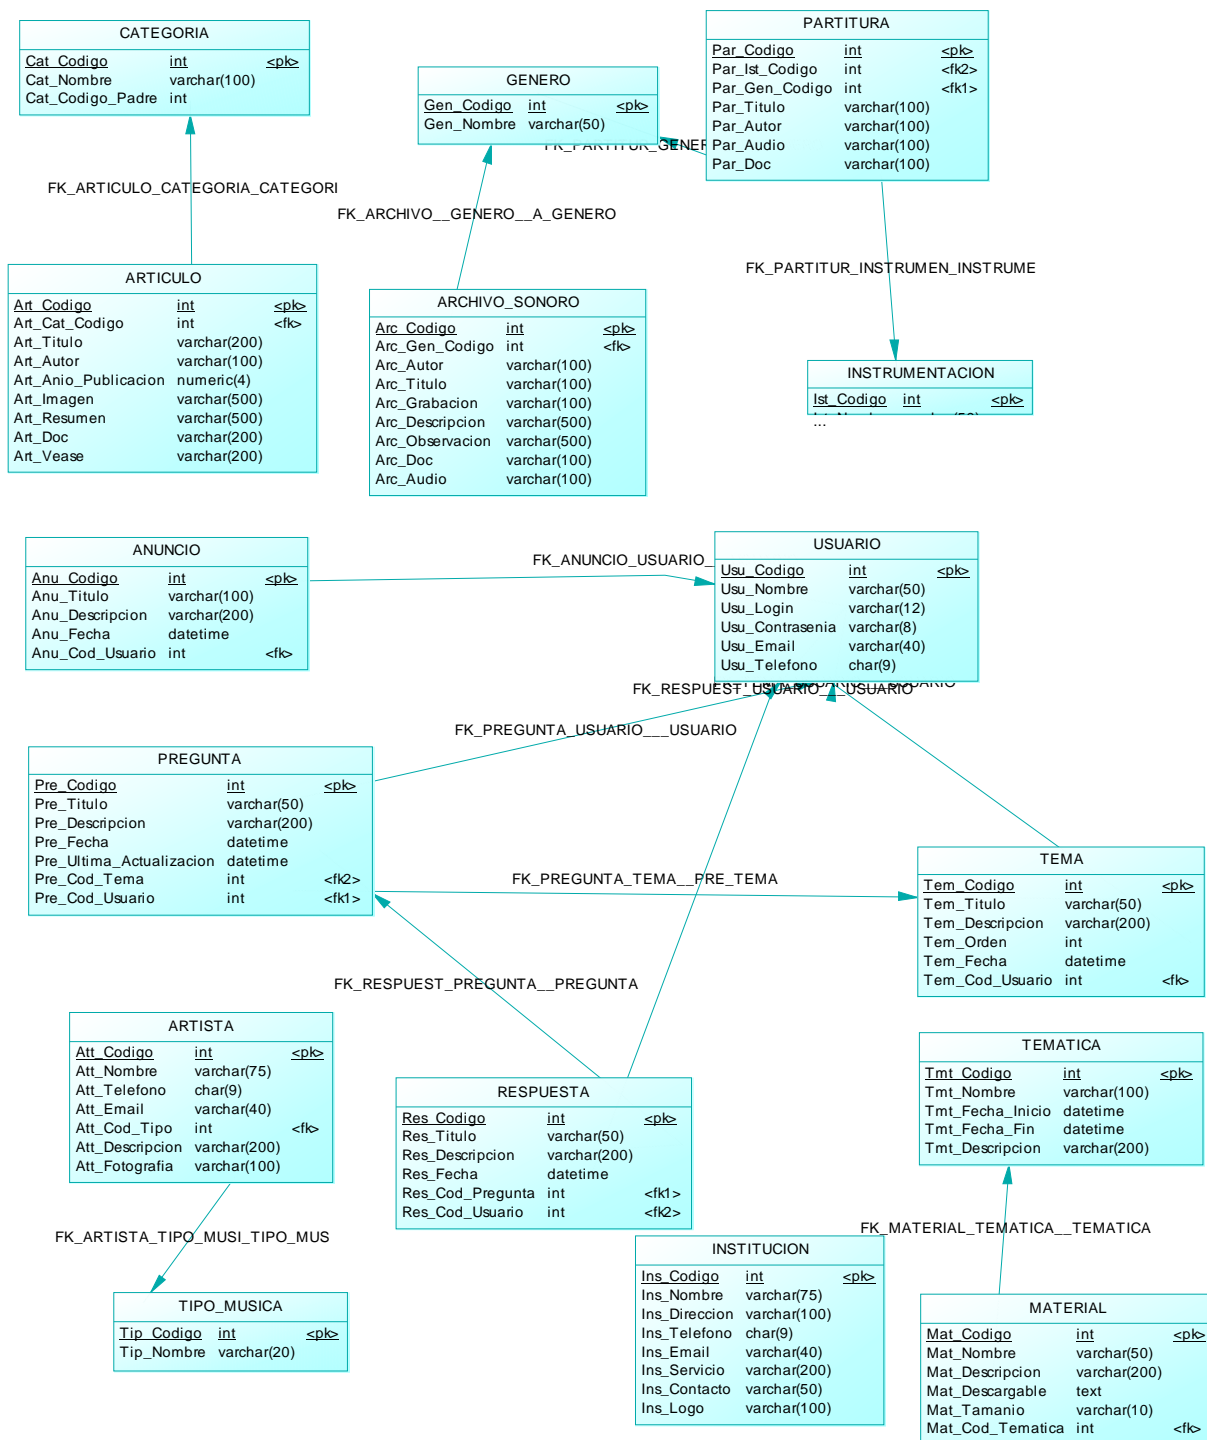 CATEGORIA
Cat_Codigo int <pk>
Cat_Nombre varchar(100)
Cat_Codigo_Padre int
GENERO
Gen_Codigo int <pk>
Gen_Nombre varchar(50)
PARTITURA
Par_Codigo int <pk>
Par_Ist_Codigo int <fk2>
Par_Gen_Codigo int <fk1>
Par_Titulo varchar(100)
Par_Autor varchar(100)
Par_Audio varchar(100)
Par_Doc varchar(100)
FK_PARTITUR_GENER
FK_ARTICULO_CATEGORIA_CATEGORI
FK_ARCHIVO__GENERO__A_GENERO
FK_PARTITUR_INSTRUMEN_INSTRUME
ARTICULO
Art_Codigo int <pk>
Art_Cat_Codigo int <fk>
Art_Titulo varchar(200)
Art_Autor varchar(100)
Art_Anio_Publicacion numeric(4)
Art_Imagen varchar(500)
Art_Resumen varchar(500)
Art_Doc varchar(200)
Art_Vease varchar(200)
ARCHIVO_SONORO
Arc_Codigo int <pk>
Arc_Gen_Codigo int <fk>
Arc_Autor varchar(100)
Arc_Titulo varchar(100)
Arc_Grabacion varchar(100)
Arc_Descripcion varchar(500)
Arc_Observacion varchar(500)
Arc_Doc varchar(100)
Arc_Audio varchar(100)
INSTRUMENTACION
Ist_Codigo int <pk>
...
ANUNCIO
Anu_Codigo int <pk>
Anu_Titulo varchar(100)
Anu_Descripcion varchar(200)
Anu_Fecha datetime
Anu_Cod_Usuario int <fk>
FK_ANUNCIO_USUARIO_
USUARIO
Usu_Codigo int <pk>
Usu_Nombre varchar(50)
Usu_Login varchar(12)
Usu_Contrasenia varchar(8)
Usu_Email varchar(40)
Usu_Telefono char(9)
FK_RESPUEST_USUARIO___USUARIO
FK_PREGUNTA_USUARIO___USUARIO
PREGUNTA
Pre_Codigo int <pk>
Pre_Titulo varchar(50)
Pre_Descripcion varchar(200)
Pre_Fecha datetime
Pre_Ultima_Actualizacion datetime
Pre_Cod_Tema int <fk2>
Pre_Cod_Usuario int <fk1>
FK_PREGUNTA_TEMA__PRE_TEMA
TEMA
Tem_Codigo int <pk>
Tem_Titulo varchar(50)
Tem_Descripcion varchar(200)
Tem_Orden int
Tem_Fecha datetime
Tem_Cod_Usuario int <fk>
FK_RESPUEST_PREGUNTA__PREGUNTA
ARTISTA
Att_Codigo int <pk>
Att_Nombre varchar(75)
Att_Telefono char(9)
Att_Email varchar(40)
Att_Cod_Tipo int <fk>
Att_Descripcion varchar(200)
Att_Fotografia varchar(100)
RESPUESTA
Res_Codigo int <pk>
Res_Titulo varchar(50)
Res_Descripcion varchar(200)
Res_Fecha datetime
Res_Cod_Pregunta int <fk1>
Res_Cod_Usuario int <fk2>
TEMATICA
Tmt_Codigo int <pk>
Tmt_Nombre varchar(100)
Tmt_Fecha_Inicio datetime
Tmt_Fecha_Fin datetime
Tmt_Descripcion varchar(200)
FK_ARTISTA_TIPO_MUSI_TIPO_MUS
FK_MATERIAL_TEMATICA__TEMATICA
TIPO_MUSICA
Tip_Codigo int <pk>
Tip_Nombre varchar(20)
INSTITUCION
Ins_Codigo int <pk>
Ins_Nombre varchar(75)
Ins_Direccion varchar(100)
Ins_Telefono char(9)
Ins_Email varchar(40)
Ins_Servicio varchar(200)
Ins_Contacto varchar(50)
Ins_Logo varchar(100)
MATERIAL
Mat_Codigo int <pk>
Mat_Nombre varchar(50)
Mat_Descripcion varchar(200)
Mat_Descargable text
Mat_Tamanio varchar(10)
Mat_Cod_Tematica int <fk>